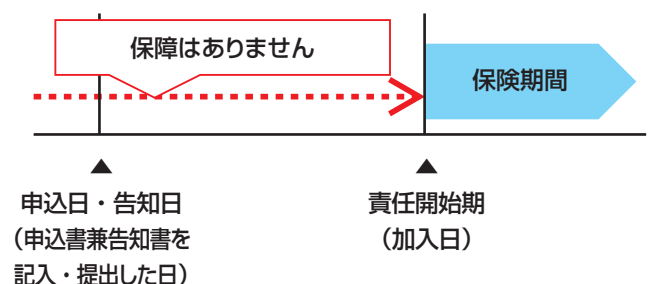 保障はありません
保険期間
▲
申込日・告知日
（申込書兼告知書を
記入・提出した日）
▲
責任開始期
（加入日）